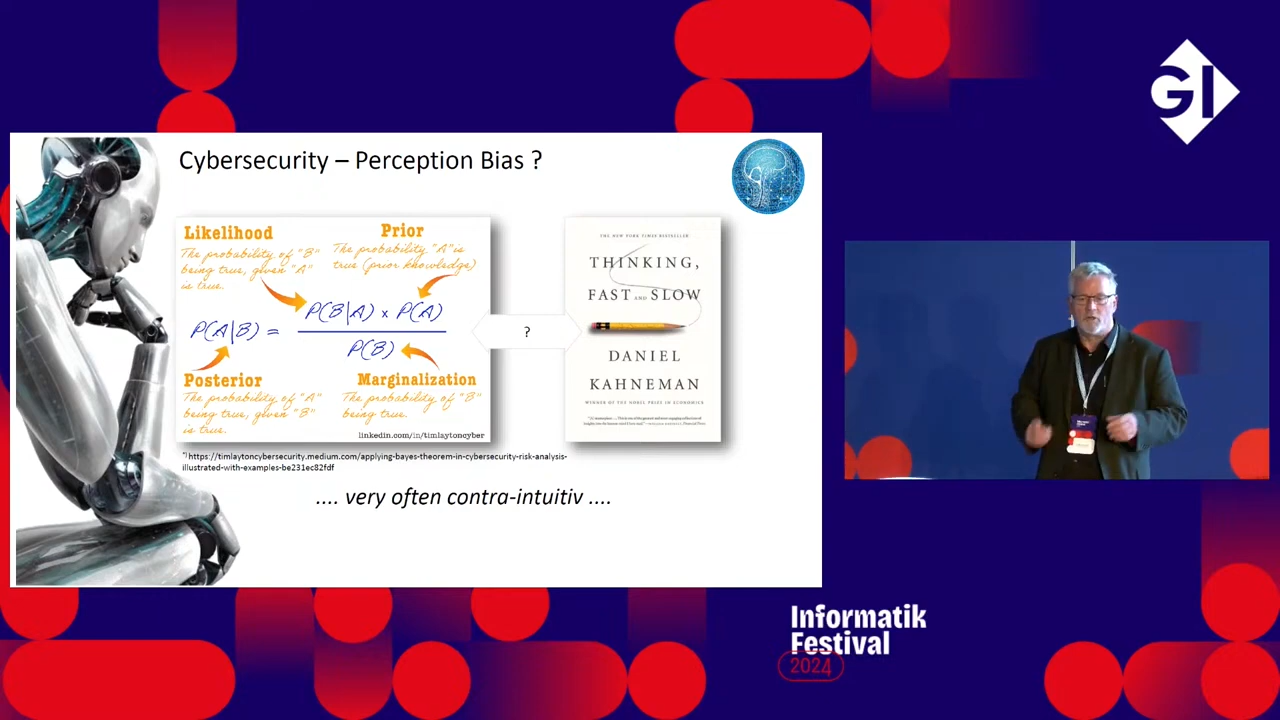 GI
Cybersecurity – Perception Bias ?
Likelihood
The probability of "B"
being true, given "A"
is true.
Prior
The probability "A" is
true (prior knowledge)
P(A|B) =
P(B|A) x P(A)
P(B)
Posterior
The probability of "A"
being true, given "B"
is true.
Marginalization
The probability of "B"
being true.
linkedin.com/in/timlaytoncyber
?
THE NEW YORK TIMES BESTSELLER
THINKING,
FAST AND SLOW
DANIEL
KAHNEMAN
WINNER OF THE NOBEL PRIZE IN ECONOMICS
*) https://timlaytoncybersecurity.medium.com/applying-bayes-theorem-in-cybersecurity-risk-analysis-
illustrated-with-examples-be231ec82fdf
.... very often contra-intuitiv ....
Informatik
Festival
2024